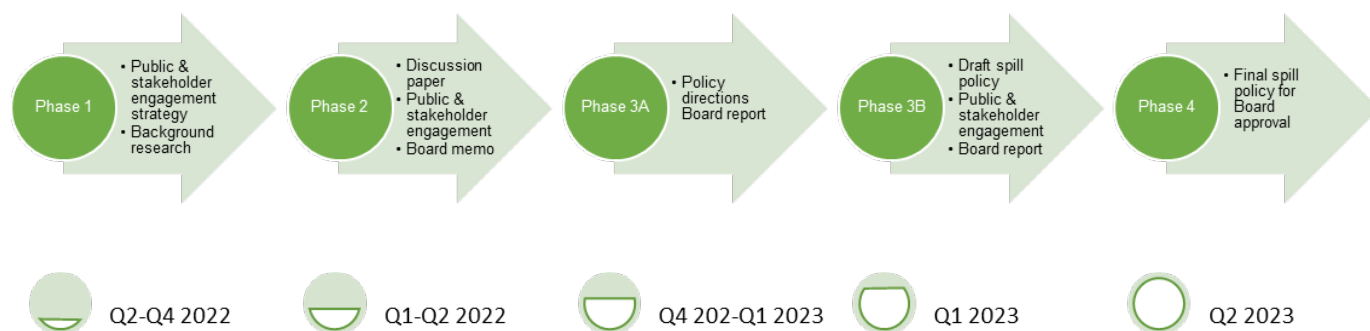 Phase 1
• Public &
stakeholder
engagement
strategy
• Background
research
Phase 2
• Discussion
paper
• Public &
stakeholder
engagement
• Board memo
Phase 3A
• Policy
directions
Board report
Phase 3B
• Draft spill
policy
• Public &
stakeholder
engagement
• Board report
Phase 4
• Final spill
policy for
Board
approval
Q2-Q4 2022
Q1-Q2 2022
Q4 202-Q1 2023
Q1 2023
Q2 2023